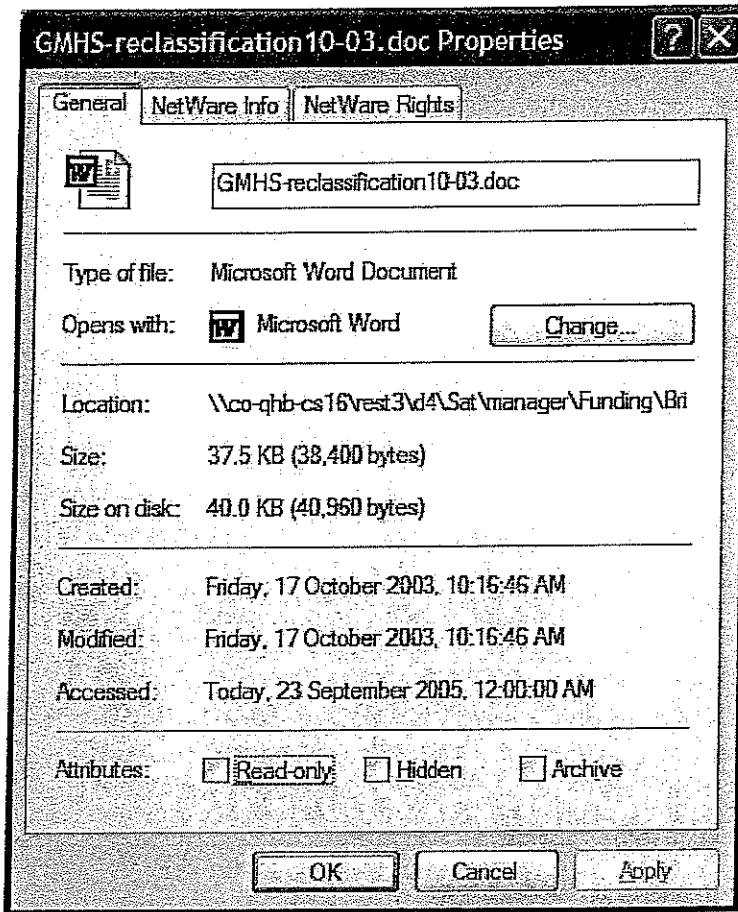 GMHS-reclassification10-03.doc Properties
General NetWare Info NetWare Rights
GMHS-reclassification10-03.doc
Type of file: Microsoft Word Document
Opens with: Microsoft Word Change...
Location: \\co-qhb-cs16\rest3\d4\Sat\manager\Funding\Bri
Size: 37.5 KB (38,400 bytes)
Size on disk: 40.0 KB (40,960 bytes)
Created: Friday, 17 October 2003, 10:16:46 AM
Modified: Friday, 17 October 2003, 10:16:46 AM
Accessed: Today, 23 September 2005, 12:00:00 AM
Attributes: Read-only Hidden Archive
OK Cancel Apply